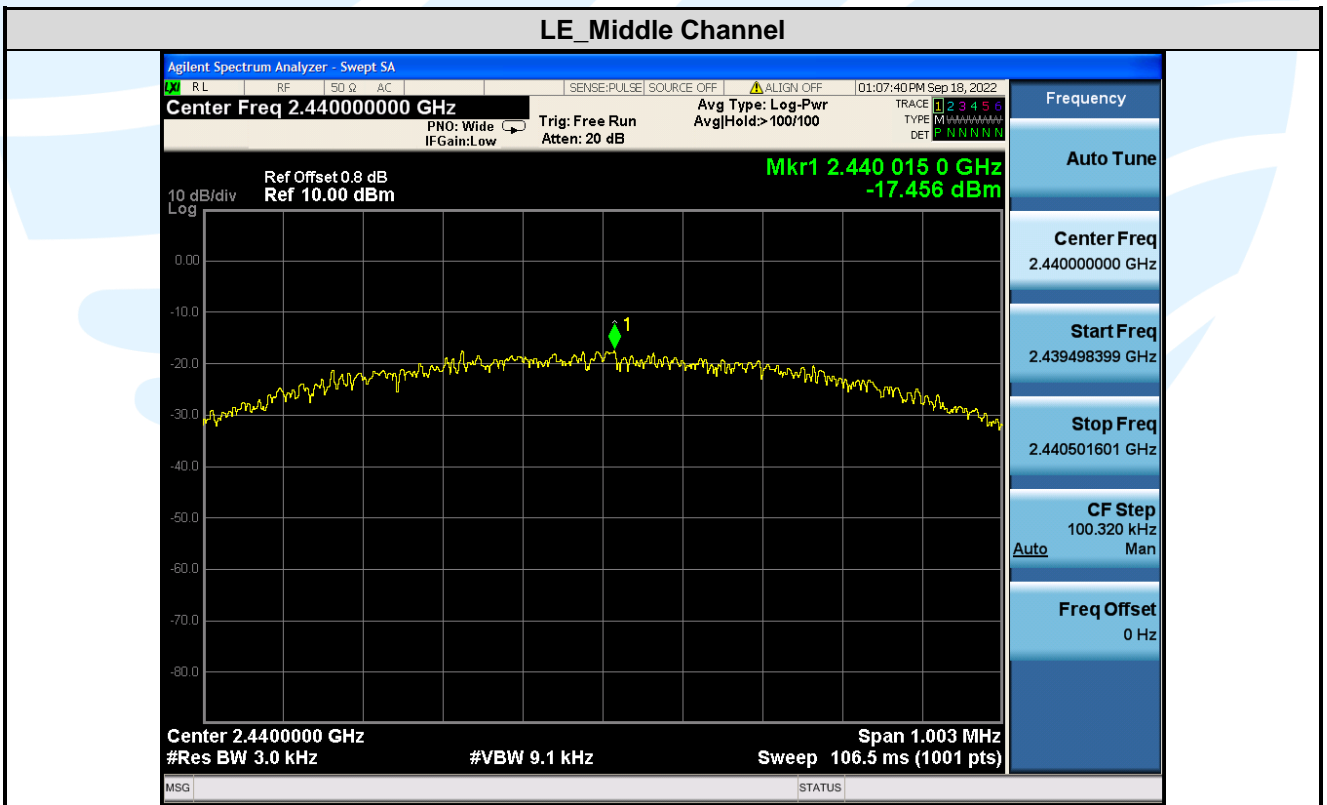 LE_Middle Channel
Agilent Spectrum Analyzer - Swept SA
LXI RL RF 50 Ω AC SENSE:PULSE SOURCE OFF ALIGN OFF 01:07:40 PM Sep 18, 2022
Center Freq 2.440000000 GHz
PNO: Wide
IFGain:Low
Trig: Free Run
Atten: 20 dB
Avg Type: Log-Pwr
Avg|Hold:> 100/100
TRACE 1 2 3 4 5 6
TYPE M
DET P N N N N N
Mkr1 2.440 015 0 GHz
-17.456 dBm
Ref Offset 0.8 dB
10 dB/div Ref 10.00 dBm
Log
0.00
-10.0
-20.0
-30.0
-40.0
-50.0
-60.0
-70.0
-80.0
1
Center 2.4400000 GHz
Span 1.003 MHz
#Res BW 3.0 kHz
#VBW 9.1 kHz
Sweep 106.5 ms (1001 pts)
MSG
STATUS
Frequency
Auto Tune
Center Freq
2.440000000 GHz
Start Freq
2.439498399 GHz
Stop Freq
2.440501601 GHz
CF Step
100.320 kHz
Auto Man
Freq Offset
0 Hz